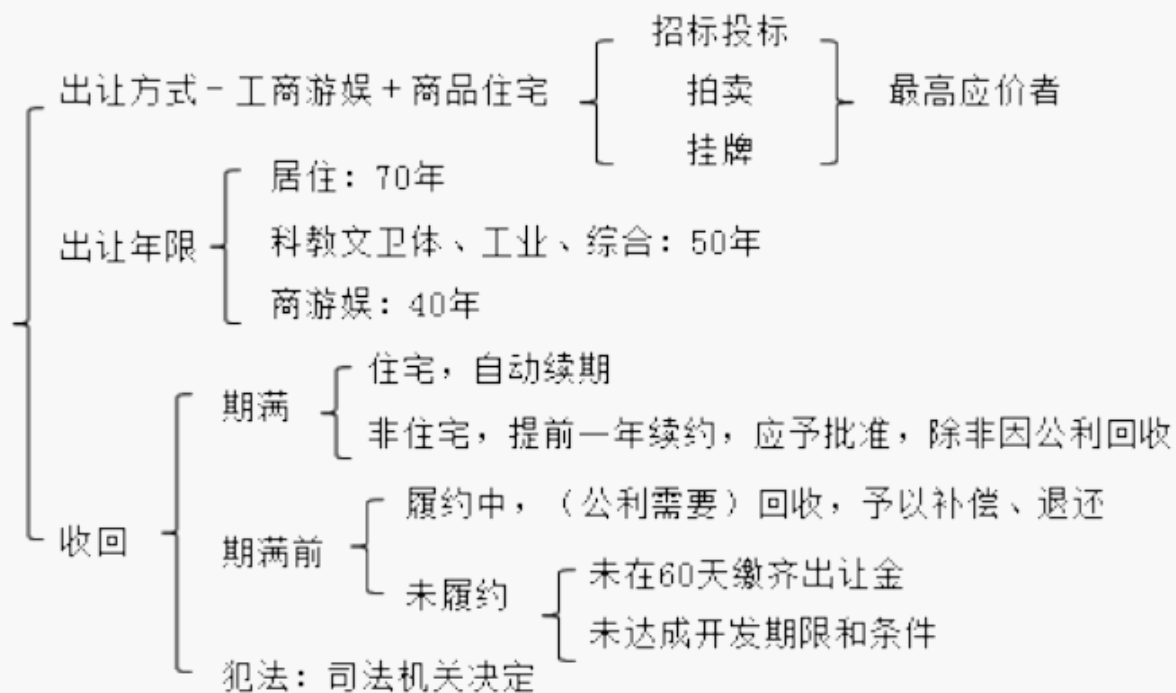 招标投标
出让方式-工商游娱+商品住宅
拍卖
最高应价者
挂牌
居住：70年
出让年限
科教文卫体、工业、综合：50年
商游娱：40年
住宅，自动续期
期满
非住宅，提前一年续约，应予批准，除非因公利回收
履约中，（公利需要）回收，予以补偿、退还
收回
期满前
未在60天缴齐出让金
未履约
未达成开发期限和条件
犯法：司法机关决定